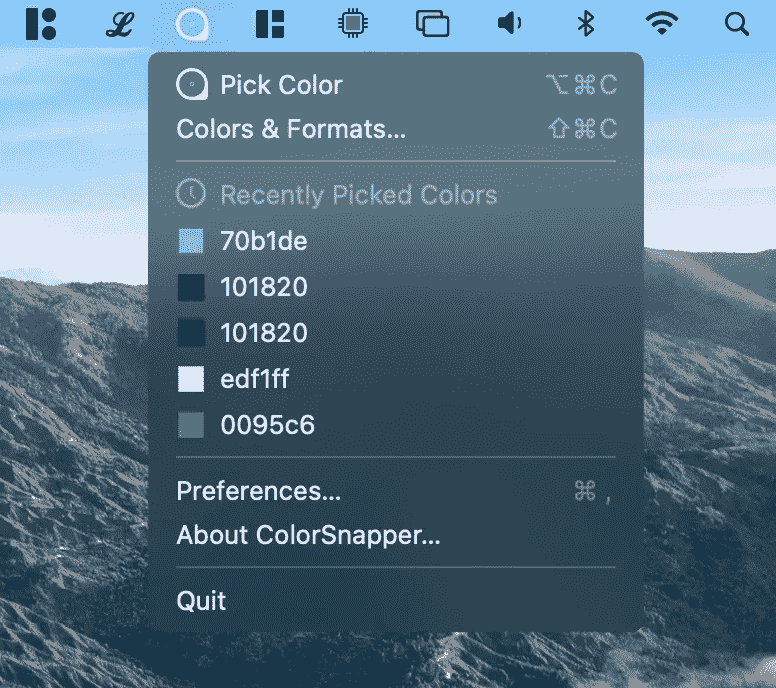 Pick Color ⌥⌘C
Colors & Formats... ⇧⌘C
Recently Picked Colors
70b1de
101820
101820
edf1ff
0095c6
Preferences... ⌘ ,
About ColorSnapper...
Quit